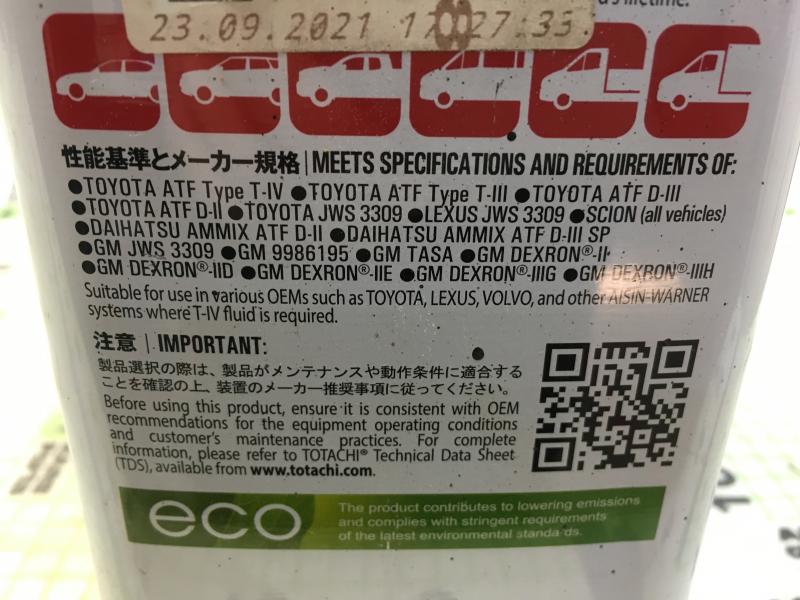 d's lifetime.
23.09.2021 17:27:33
性能基準とメーカー規格 | MEETS SPECIFICATIONS AND REQUIREMENTS OF:
●TOYOTA ATF Type T-IV ●TOYOTA ATF Type T-III ●TOYOTA ATF D-III
●TOYOTA ATF D-II ●TOYOTA JWS 3309 ●LEXUS JWS 3309 ●SCION (all vehicles)
●DAIHATSU AMMIX ATF D-II ●DAIHATSU AMMIX ATF D-III SP
●GM JWS 3309 ●GM 9986195 ●GM TASA ●GM DEXRON®-II
●GM DEXRON®-IID ●GM DEXRON®-IIE ●GM DEXRON®-IIIG ●GM DEXRON®-IIIH
Suitable for use in various OEMs such as TOYOTA, LEXUS, VOLVO, and other AISIN-WARNER
systems where T-IV fluid is required.
注意 | IMPORTANT:
製品選択の際は、製品がメンテナンスや動作条件に適合する
ことを確認の上、装置のメーカー推奨事項に従ってください。
Before using this product, ensure it is consistent with OEM
recommendations for the equipment operating conditions
and customer's maintenance practices. For complete
information, please refer to TOTACHI® Technical Data Sheet
(TDS), available from www.totachi.com.
eco
The product contributes to lowering emissions
and complies with stringent requirements
of the latest environmental standards.